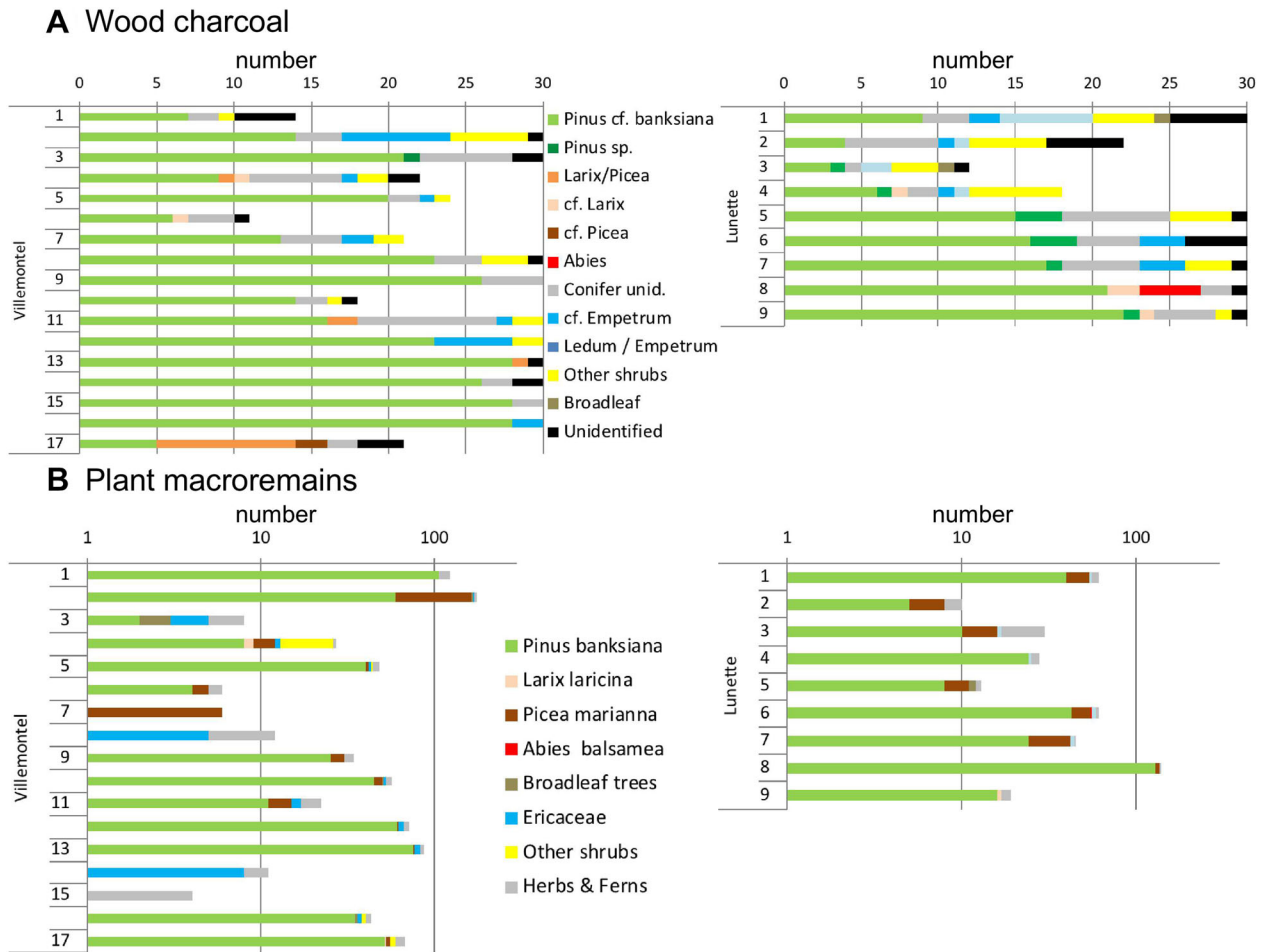 A Wood charcoal
number
0 5 10 15 20 25 30
Villemontel
1
3
5
7
9
11
13
15
17
Pinus cf. banksiana
Pinus sp.
Larix/Picea
cf. Larix
cf. Picea
Abies
Conifer unid.
cf. Empetrum
Ledum / Empetrum
Other shrubs
Broadleaf
Unidentified
number
0 5 10 15 20 25 30
Lunette
1
2
3
4
5
6
7
8
9
B Plant macroremains
number
1 10 100
Villemontel
1
3
5
7
9
11
13
15
17
Pinus banksiana
Larix laricina
Picea marianna
Abies balsamea
Broadleaf trees
Ericaceae
Other shrubs
Herbs & Ferns
number
1 10 100
Lunette
1
2
3
4
5
6
7
8
9